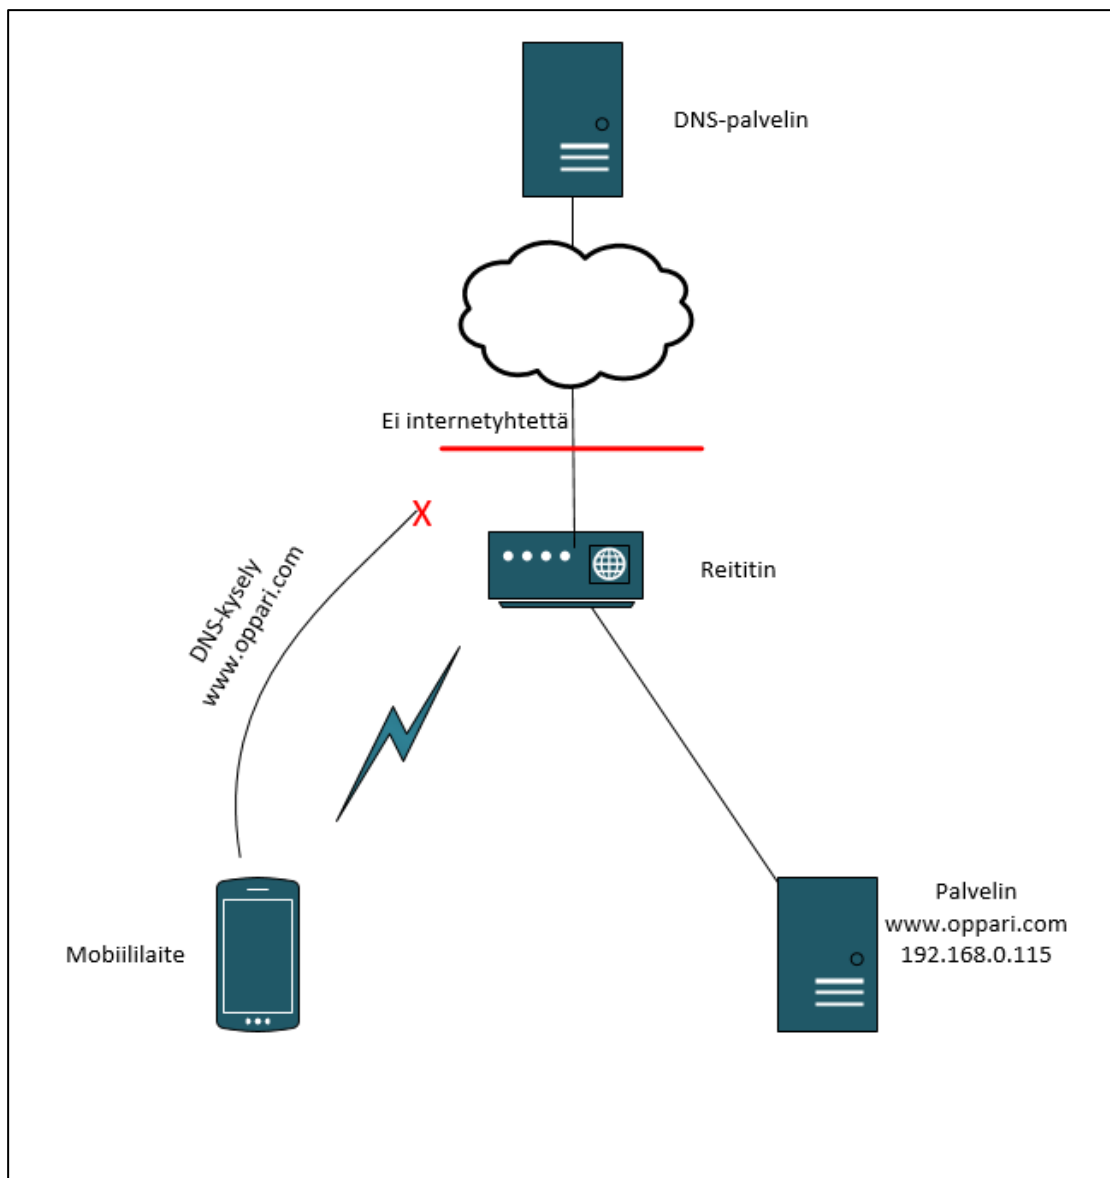 DNS-palvelin
Ei internetyhtettä
X
DNS-kysely
www.oppari.com
Reititin
Mobiililaite
Palvelin
www.oppari.com
192.168.0.115